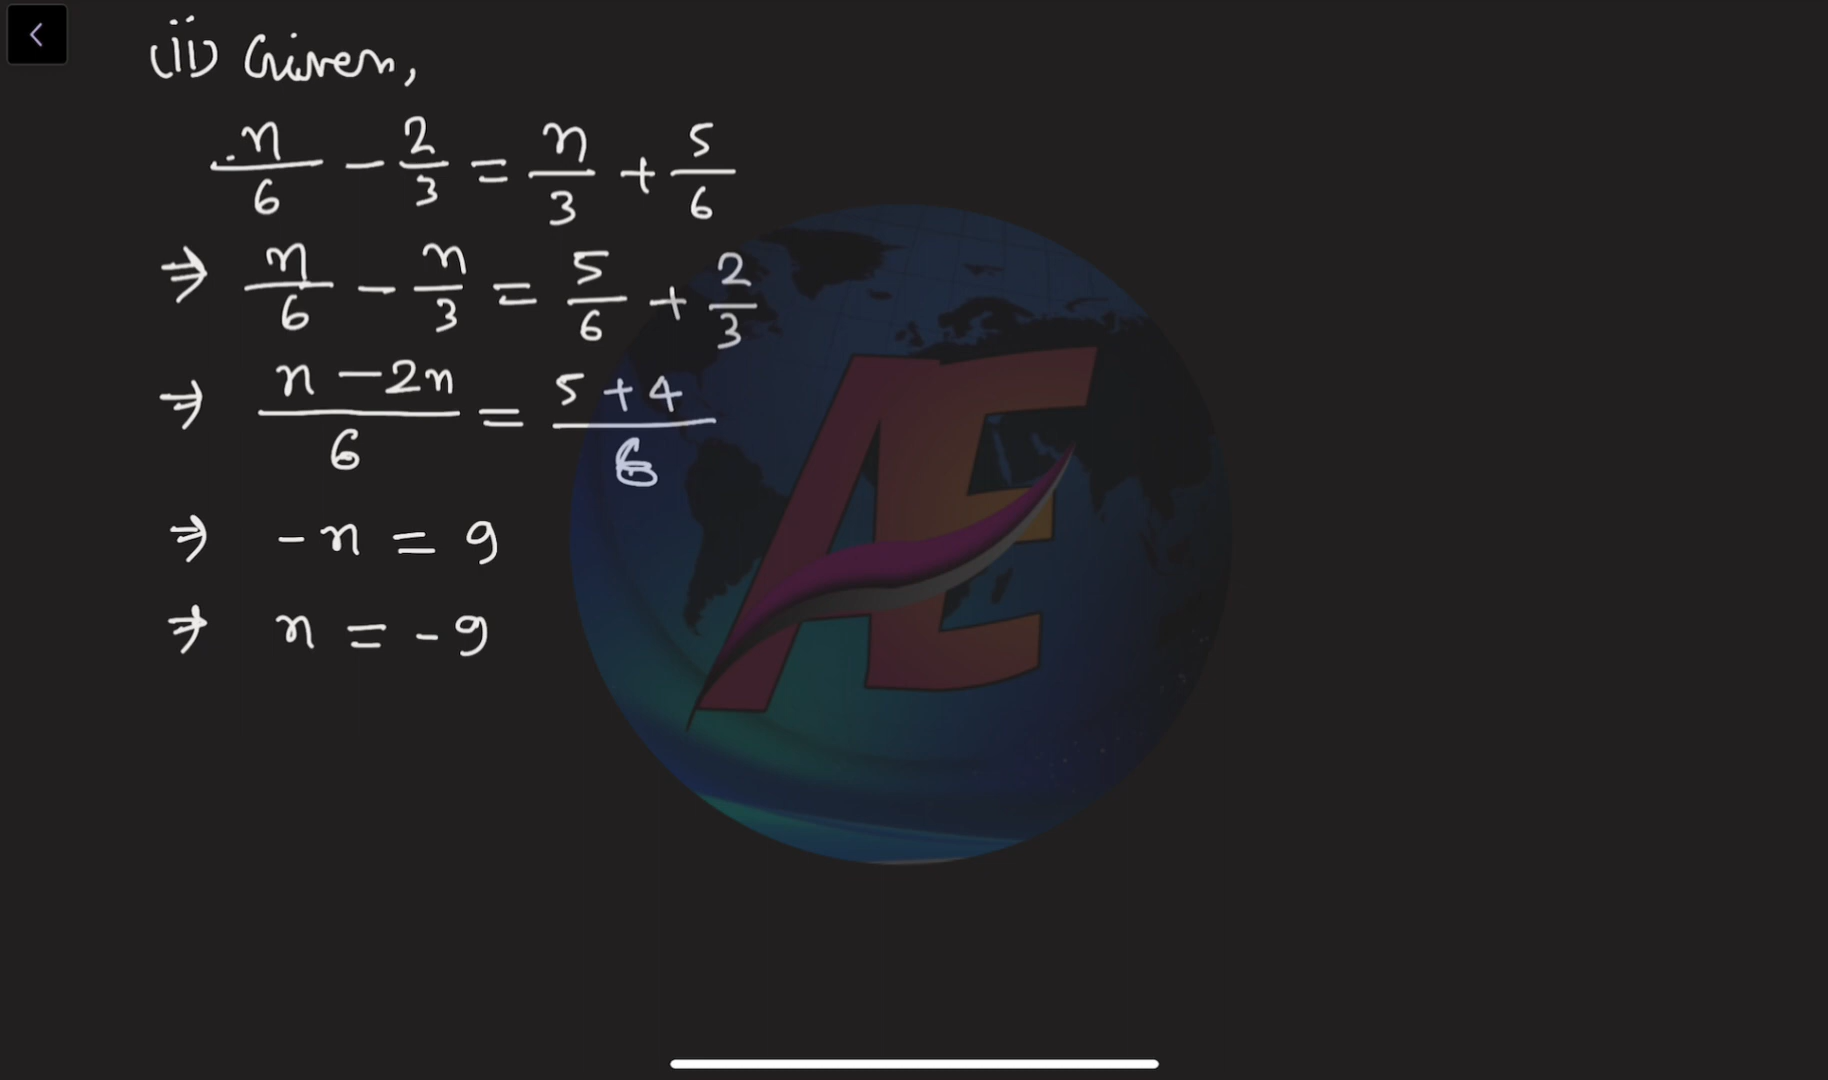 (ii) Given,
n/6 - 2/3 = n/3 + 5/6
⇒ n/6 - n/3 = 5/6 + 2/3
⇒ (n - 2n)/6 = (5 + 4)/6
⇒ -n = 9
⇒ n = -9
AE